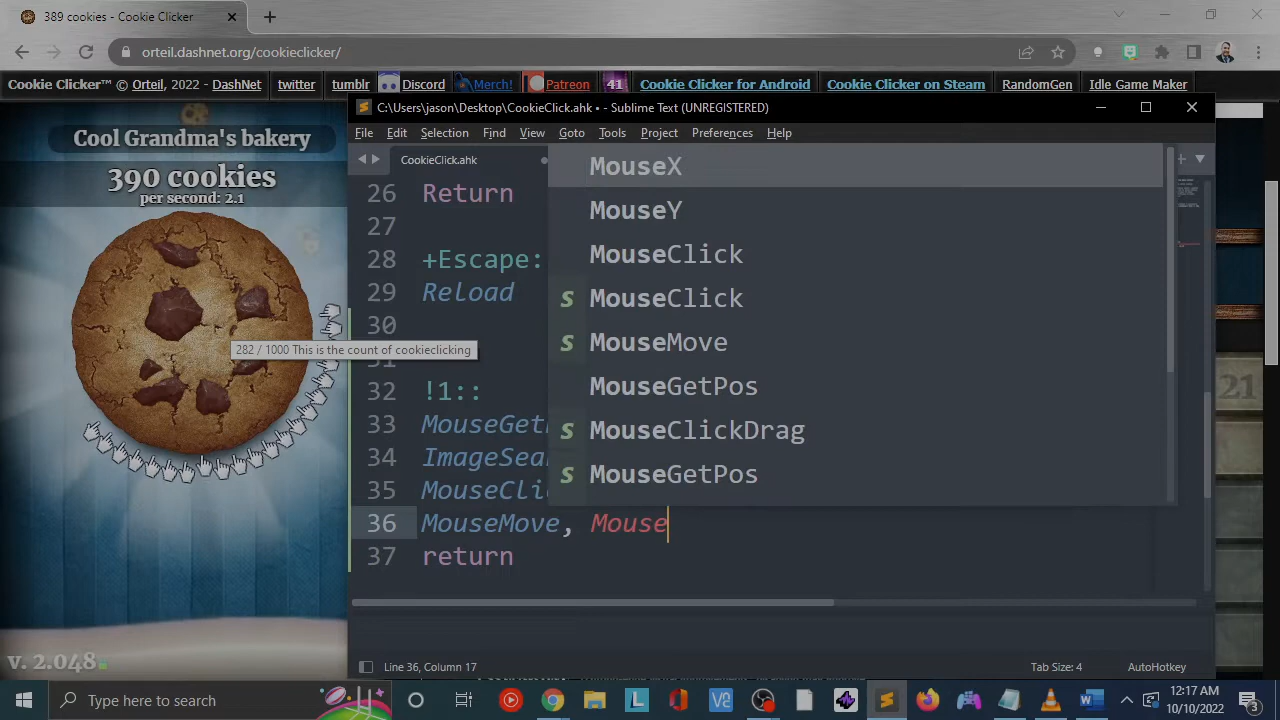 389 cookies - Cookie Clicker
orteil.dashnet.org/cookieclicker/
Cookie Clicker™ © Orteil, 2022 - DashNet
twitter
tumblr
Discord
Merch!
Patreon
41
Cookie Clicker for Android
Cookie Clicker on Steam
RandomGen
Idle Game Maker
Cool Grandma's bakery
390 cookies
per second: 2.1
282 / 1000 This is the count of cookieclicking
v. 2.048
C:\Users\jason\Desktop\CookieClick.ahk • - Sublime Text (UNREGISTERED)
File Edit Selection Find View Goto Tools Project Preferences Help
CookieClick.ahk
26 Return
27
28 +Escape:
29 Reload
30
32 !1::
33 MouseGet
34 ImageSea
35 MouseClic
36 MouseMove, Mouse
37 return
MouseX
MouseY
MouseClick
s MouseClick
s MouseMove
MouseGetPos
s MouseClickDrag
s MouseGetPos
21
Line 36, Column 17
Tab Size: 4
AutoHotkey
Type here to search
12:17 AM
10/10/2022
3